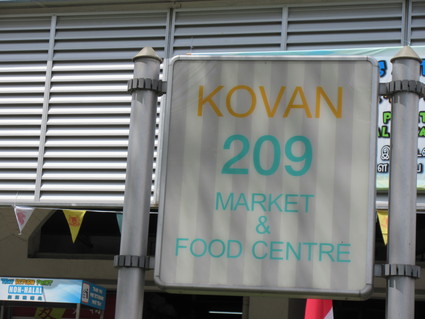 KOVAN
209
MARKET
&
FOOD CENTRE
NON-HALAL